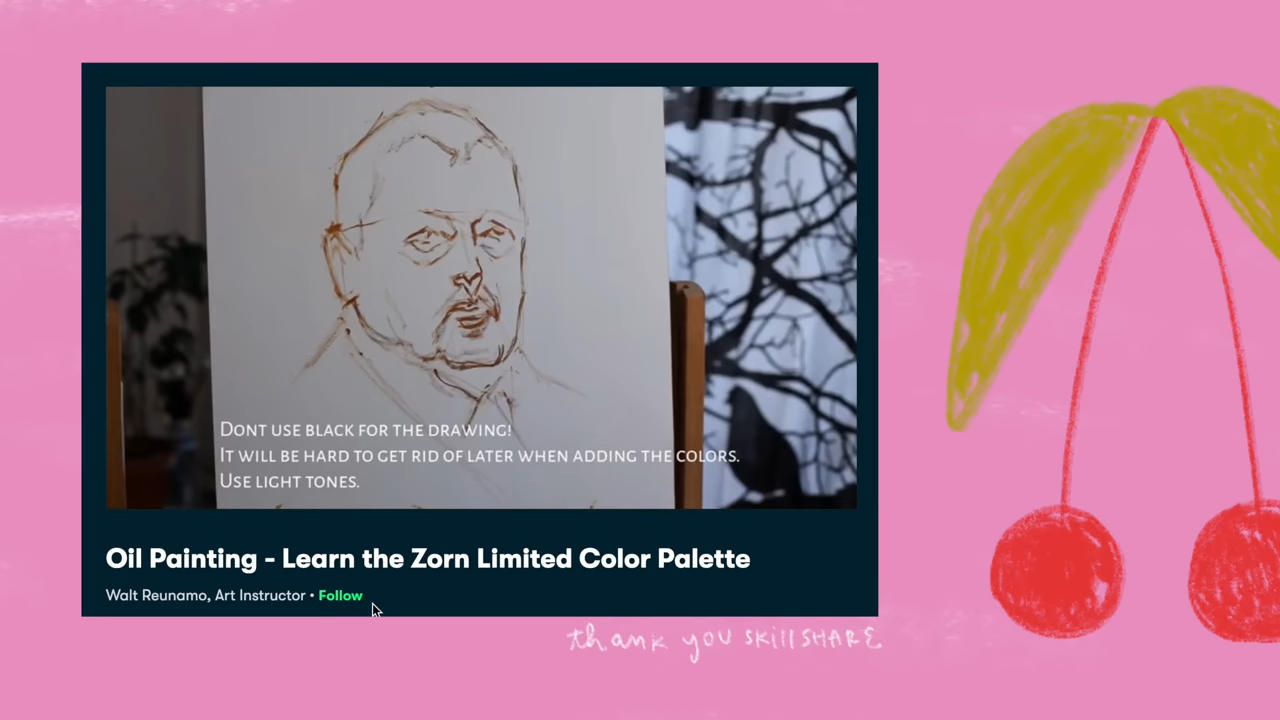 DONT USE BLACK FOR THE DRAWING!
IT WILL BE HARD TO GET RID OF LATER WHEN ADDING THE COLORS.
USE LIGHT TONES.
Oil Painting - Learn the Zorn Limited Color Palette
Walt Reunamo, Art Instructor • Follow
thank you SKillSHARE